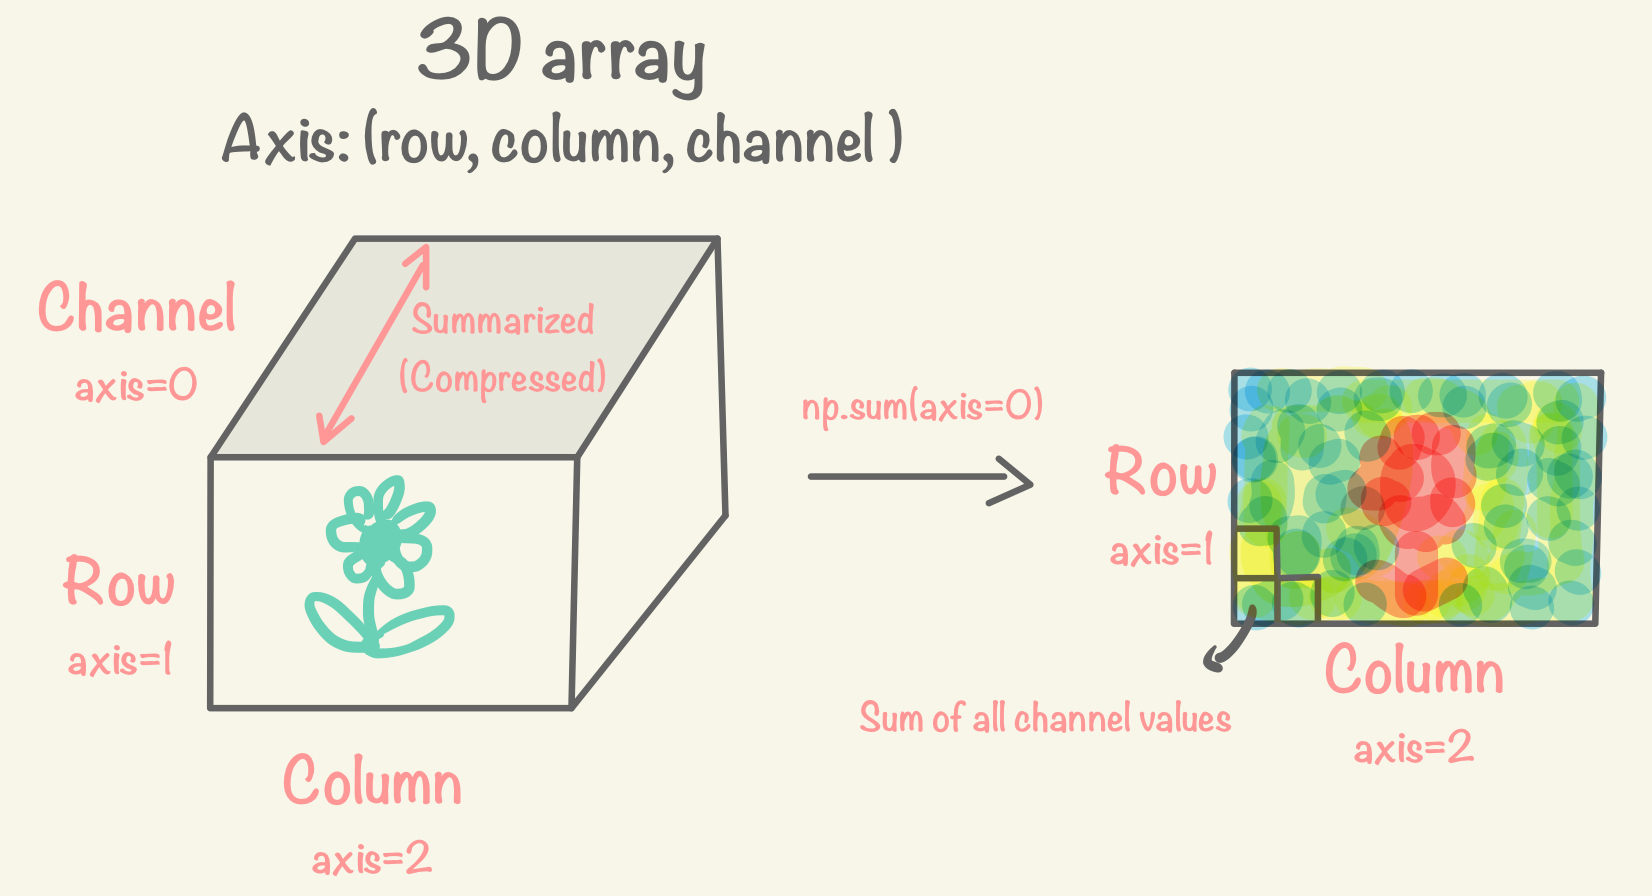 3D array
Axis: (row, column, channel )
Channel
axis=0
Summarized
(Compressed)
np.sum(axis=0)
Row
axis=1
Row
axis=1
Sum of all channel values
Column
axis=2
Column
axis=2